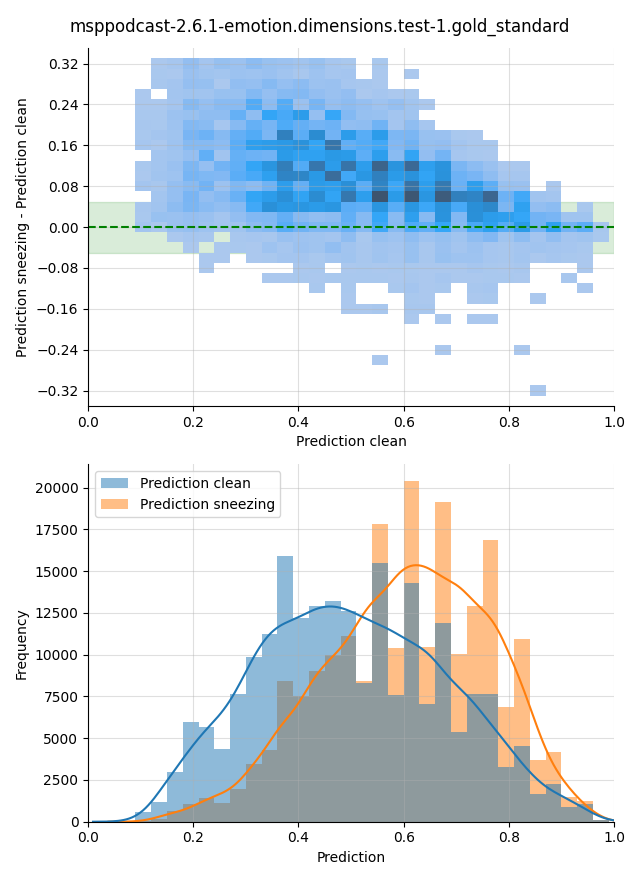 msppodcast-2.6.1-emotion.dimensions.test-1.gold_standard
Prediction sneezing - Prediction clean
0.32
0.24
0.16
0.08
0.00
−0.08
−0.16
−0.24
−0.32
0.0 0.2 0.4 0.6 0.8 1.0
Prediction clean
Prediction clean
Prediction sneezing
Frequency
20000
17500
15000
12500
10000
7500
5000
2500
0
0.0 0.2 0.4 0.6 0.8 1.0
Prediction